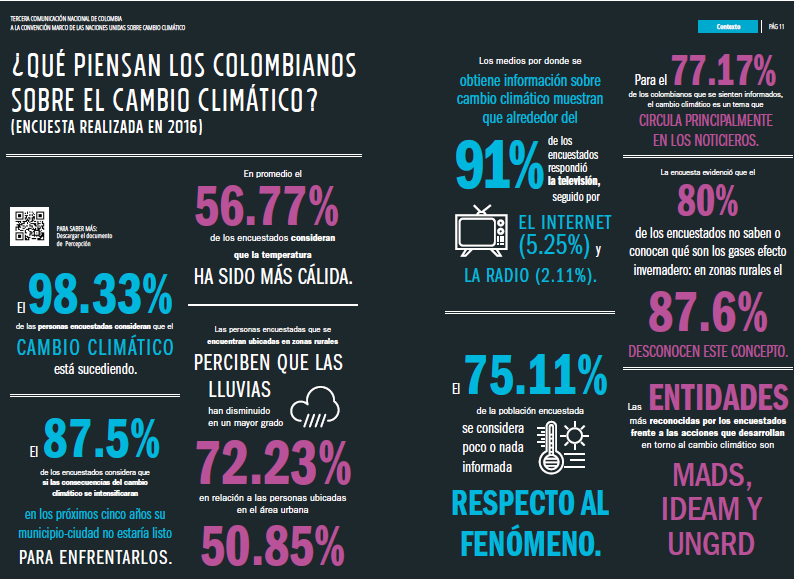 TERCERA COMUNICACIÓN NACIONAL DE COLOMBIA
A LA CONVENCIÓN MARCO DE LAS NACIONES UNIDAS SOBRE CAMBIO CLIMÁTICO
Contexto
PÁG 11
¿QUÉ PIENSAN LOS COLOMBIANOS
SOBRE EL CAMBIO CLIMÁTICO?
(ENCUESTA REALIZADA EN 2016)
PARA SABER MÁS:
Descargar el documento
de Percepción
El 98.33%
de las personas encuestadas consideran que el
CAMBIO CLIMÁTICO
está sucediendo.
El 87.5%
de los encuestados considera que
si las consecuencias del cambio
climático se intensificaran
en los próximos cinco años su
municipio-ciudad no estaría listo
PARA ENFRENTARLOS.
En promedio el
56.77%
de los encuestados consideran
que la temperatura
HA SIDO MÁS CÁLIDA.
Las personas encuestadas que se
encuentran ubicadas en zonas rurales
PERCIBEN QUE LAS
LLUVIAS
han disminuido
en un mayor grado
72.23%
en relación a las personas ubicadas
en el área urbana
50.85%
Los medios por donde se
obtiene información sobre
cambio climático muestran
que alrededor del
91%
de los
encuestados
respondió
la televisión,
seguido por
EL INTERNET
(5.25%) y
LA RADIO (2.11%).
El 75.11%
de la población encuestada
se considera
poco o nada
informada
RESPECTO AL
FENÓMENO.
Para el 77.17%
de los colombianos que se sienten informados,
el cambio climático es un tema que
CIRCULA PRINCIPALMENTE
EN LOS NOTICIEROS.
La encuesta evidenció que el
80%
de los encuestados no saben o
conocen qué son los gases efecto
invernadero: en zonas rurales el
87.6%
DESCONOCEN ESTE CONCEPTO.
Las ENTIDADES
más reconocidas por los encuestados
frente a las acciones que desarrollan
en torno al cambio climático son
MADS,
IDEAM Y
UNGRD